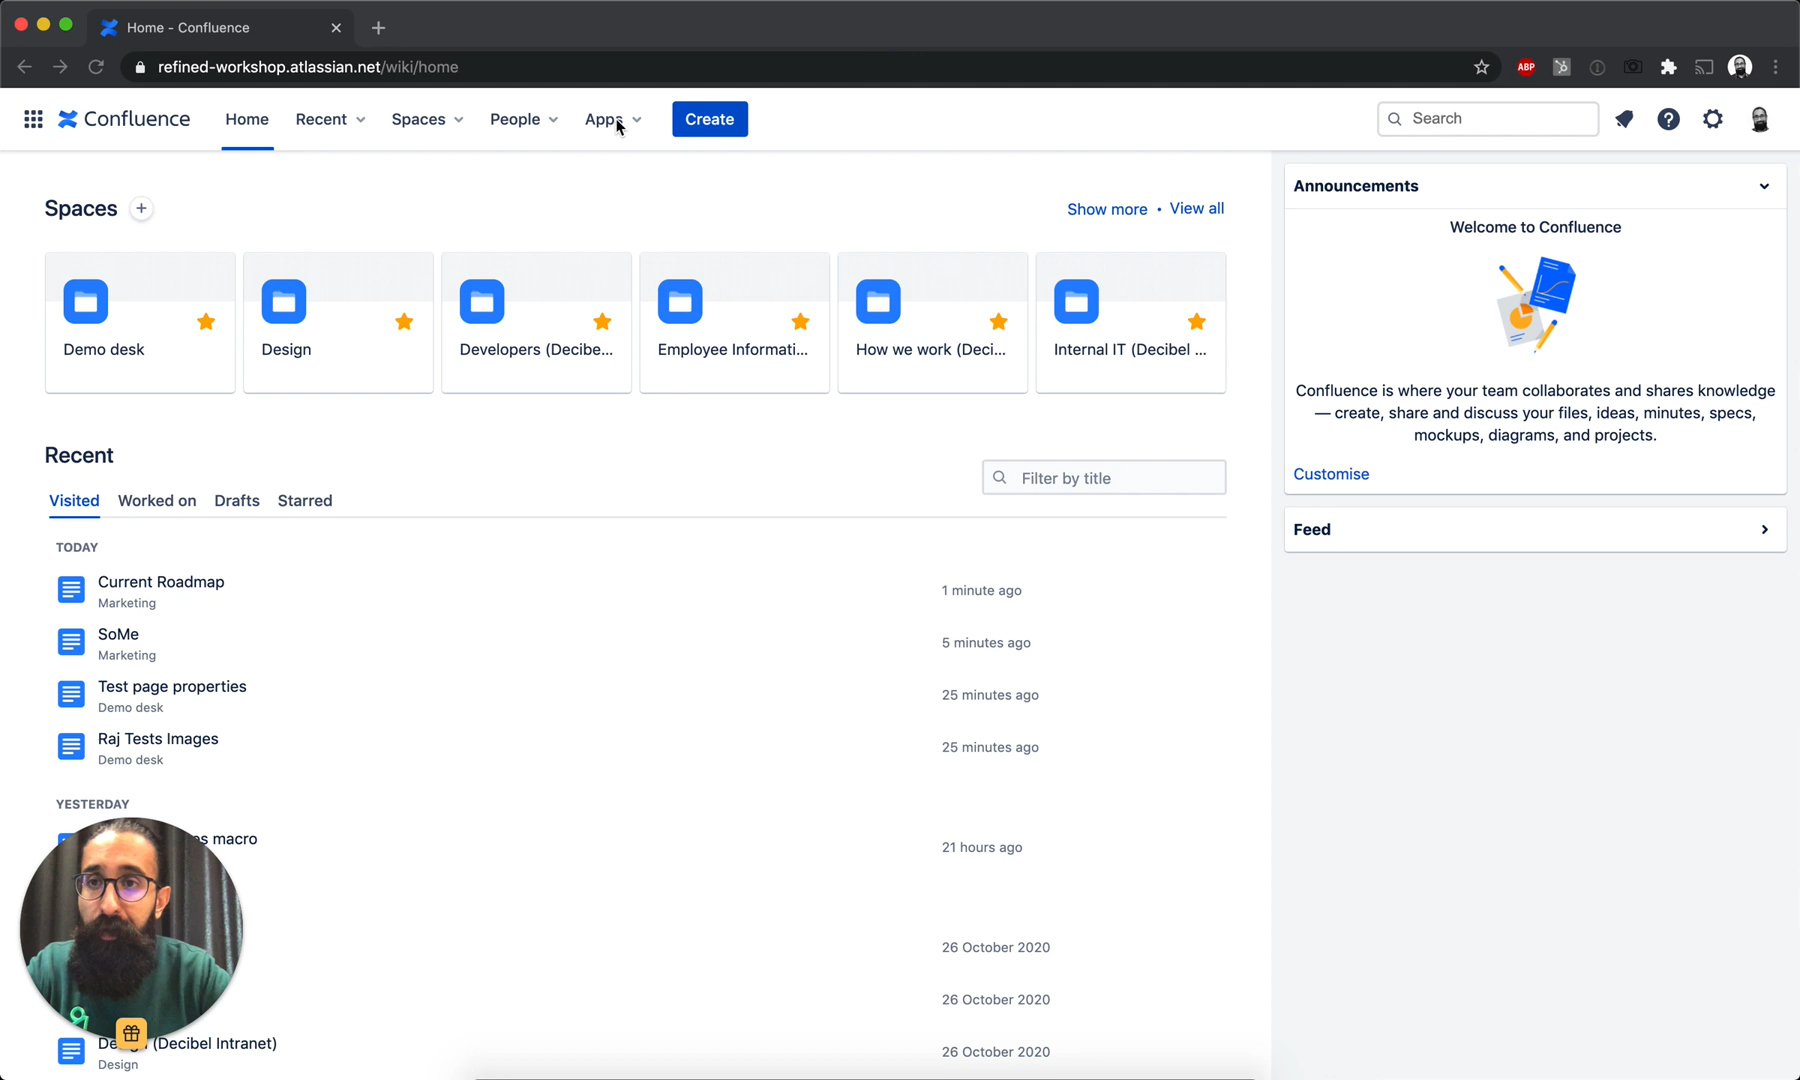 Home - Confluence
refined-workshop.atlassian.net/wiki/home
ABP
Confluence
Home
Recent
Spaces
People
Apps
Create
Search
Spaces
Show more • View all
Demo desk
Design
Developers (Decibe...
Employee Informati...
How we work (Deci...
Internal IT (Decibel ...
Recent
Filter by title
Visited
Worked on
Drafts
Starred
TODAY
Current Roadmap
Marketing
1 minute ago
SoMe
Marketing
5 minutes ago
Test page properties
Demo desk
25 minutes ago
Raj Tests Images
Demo desk
25 minutes ago
YESTERDAY
macro
21 hours ago
26 October 2020
26 October 2020
(Decibel Intranet)
Design
26 October 2020
Announcements
Welcome to Confluence
Confluence is where your team collaborates and shares knowledge
— create, share and discuss your files, ideas, minutes, specs,
mockups, diagrams, and projects.
Customise
Feed